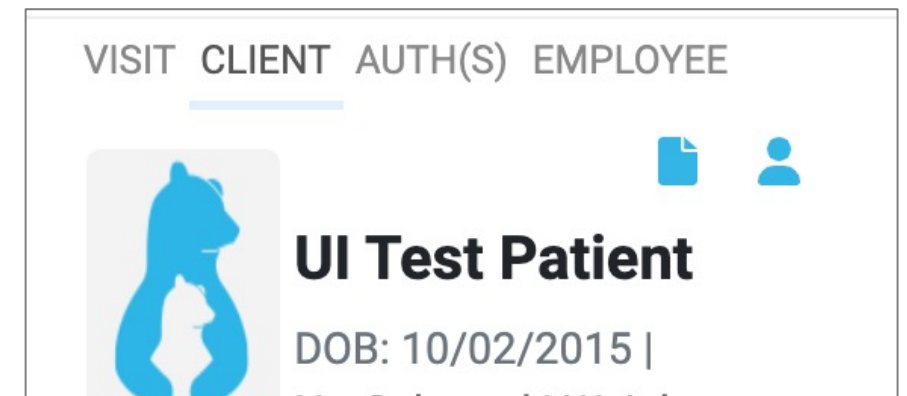 VISIT CLIENT AUTH(S) EMPLOYEE
UI Test Patient
DOB: 10/02/2015 |